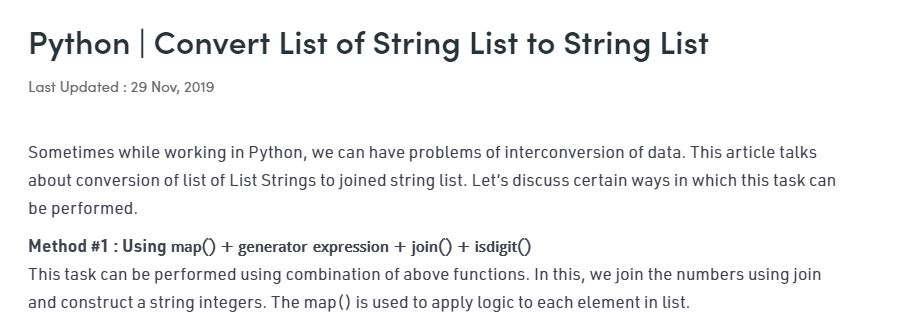 Python | Convert List of String List to String List
Last Updated : 29 Nov, 2019
Sometimes while working in Python, we can have problems of interconversion of data. This article talks
about conversion of list of List Strings to joined string list. Let's discuss certain ways in which this task can
be performed.
Method #1 : Using map() + generator expression + join() + isdigit()
This task can be performed using combination of above functions. In this, we join the numbers using join
and construct a string integers. The map() is used to apply logic to each element in list.